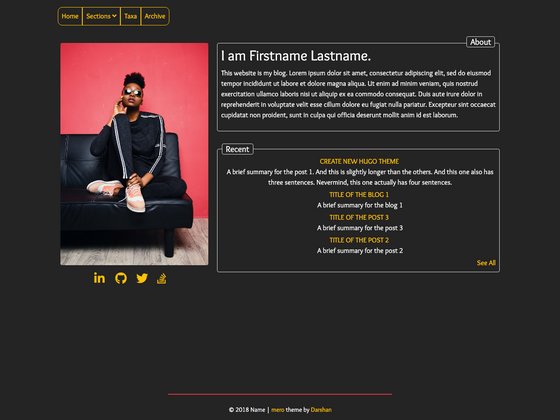 Home Sections Taxa Archive
About
I am Firstname Lastname.
This website is my blog. Lorem ipsum dolor sit amet, consectetur adipiscing elit, sed do eiusmod
tempor incididunt ut labore et dolore magna aliqua. Ut enim ad minim veniam, quis nostrud
exercitation ullamco laboris nisi ut aliquip ex ea commodo consequat. Duis aute irure dolor in
reprehenderit in voluptate velit esse cillum dolore eu fugiat nulla pariatur. Excepteur sint occaecat
cupidatat non proident, sunt in culpa qui officia deserunt mollit anim id est laborum.
Recent
CREATE NEW HUGO THEME
A brief summary for the post 1. And this is slightly longer than the others. And this one also has
three sentences. Nevermind, this one actually has four sentences.
TITLE OF THE BLOG 1
A brief summary for the blog 1
TITLE OF THE POST 3
A brief summary for the post 3
TITLE OF THE POST 2
A brief summary for the post 2
See All
© 2018 Name | mero theme by Darshan